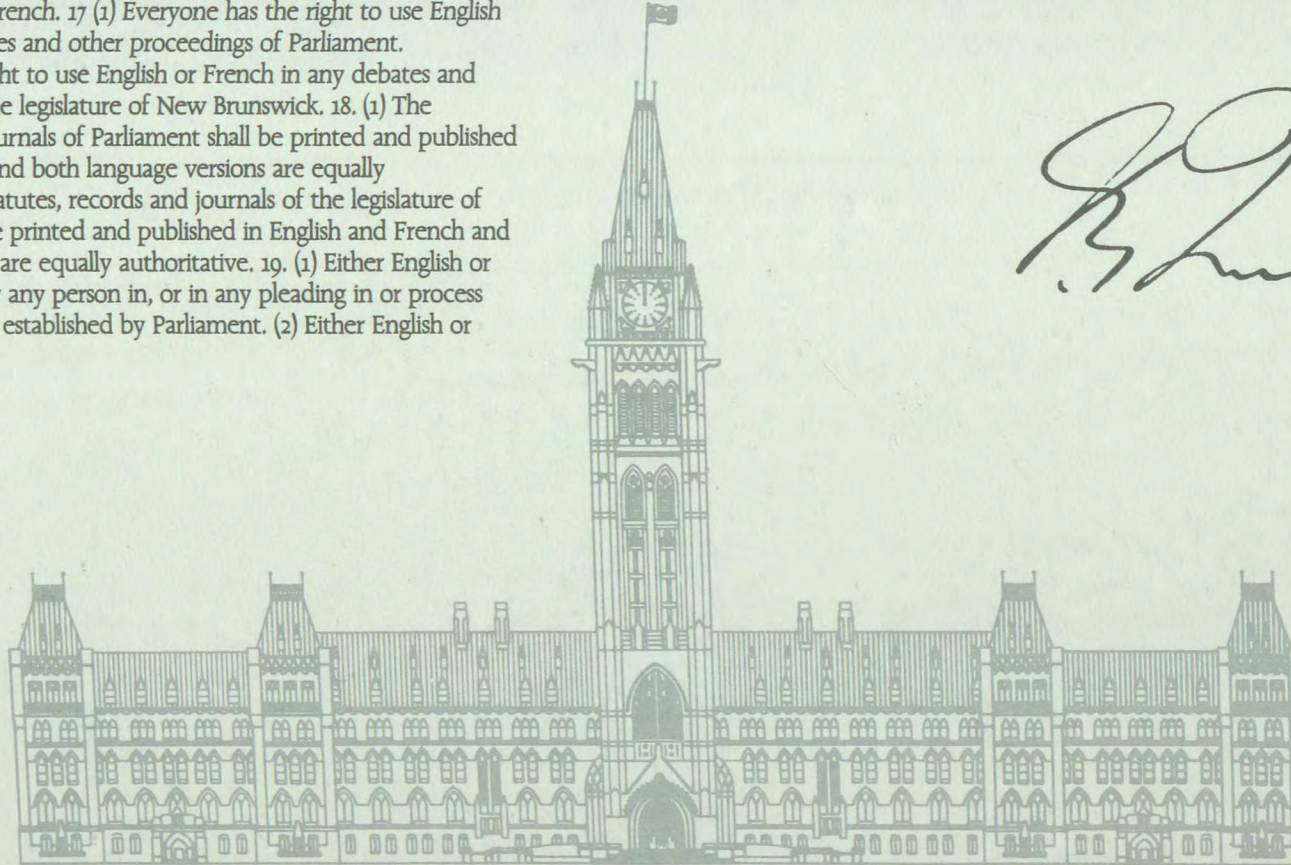 rench. 17 (1) Everyone has the right to use English
es and other proceedings of Parliament.
ht to use English or French in any debates and
e legislature of New Brunswick. 18. (1) The
urnals of Parliament shall be printed and published
nd both language versions are equally
atutes, records and journals of the legislature of
e printed and published in English and French and
are equally authoritative. 19. (1) Either English or
any person in, or in any pleading in or process
established by Parliament. (2) Either English or